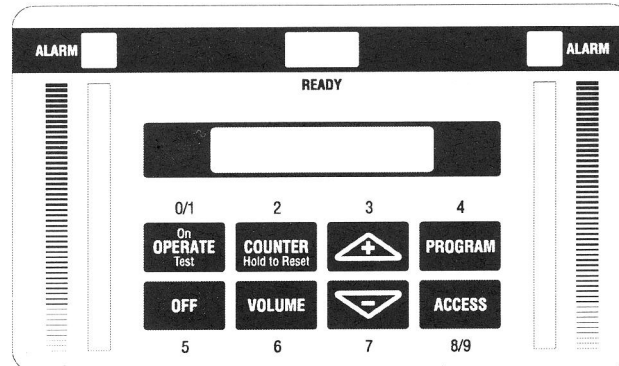 ALARM ALARM
READY
0/1 2 3 4
On
OPERATE COUNTER + PROGRAM
Test Hold to Reset
OFF VOLUME - ACCESS
5 6 7 8/9